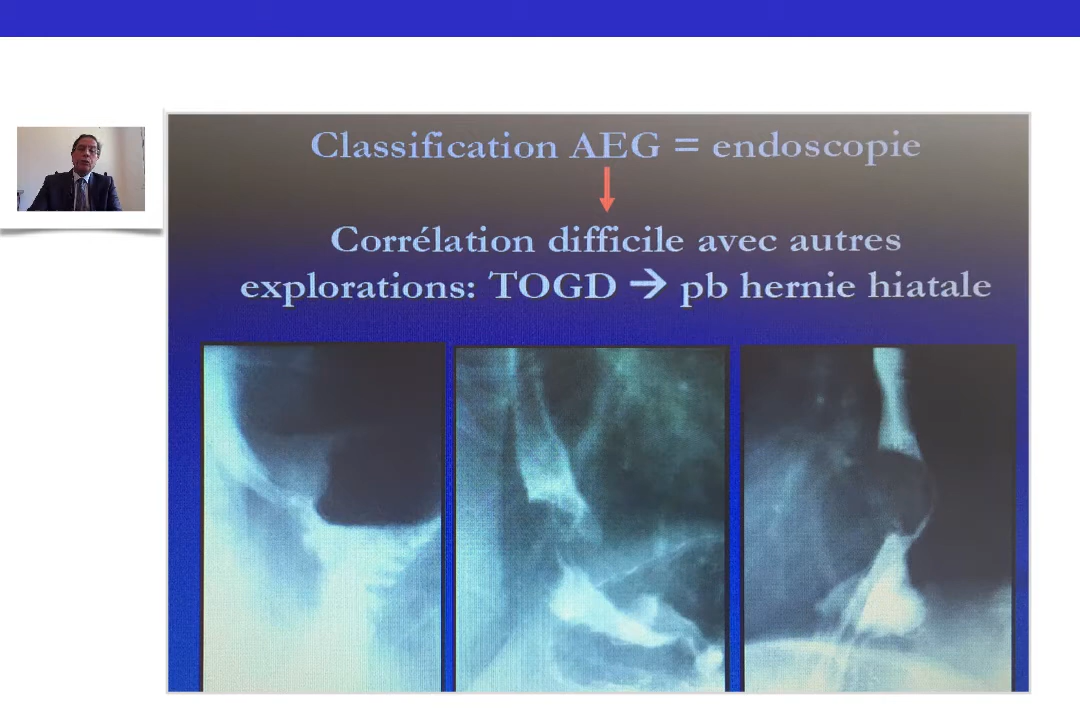 Classification AEG = endoscopie
Corrélation difficile avec autres
explorations: TOGD → pb hernie hiatale